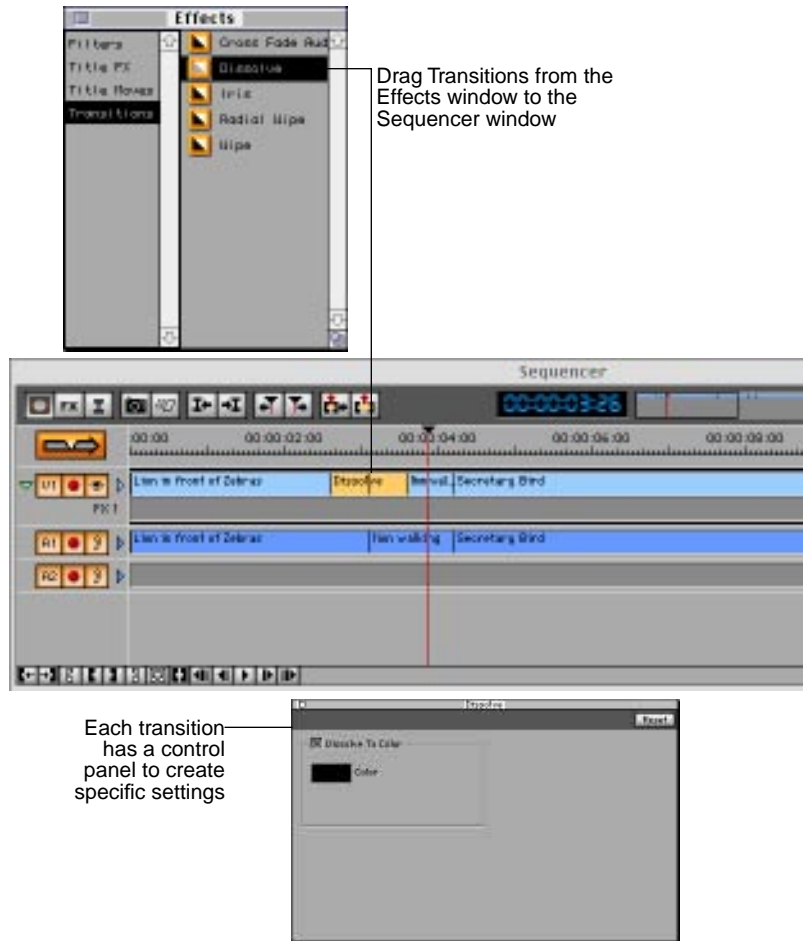 Effects
Filters
Title FX
Title Moves
Transitions
Cross Fade Aud
Dissolve
Iris
Radial Wipe
Wipe
Drag Transitions from the
Effects window to the
Sequencer window
Sequencer
FX
00:00:03:26
00:00
00:00:02:00
00:00:04:00
00:00:06:00
00:00:08:00
V1
Lion in front of Zebras
Dissolve
Secretary Bird
FX 1
A1
Lion in front of Zebras
lion walking
Secretary Bird
A2
Each transition
has a control
panel to create
specific settings
Dissolve
Reset
Dissolve To Color
Color